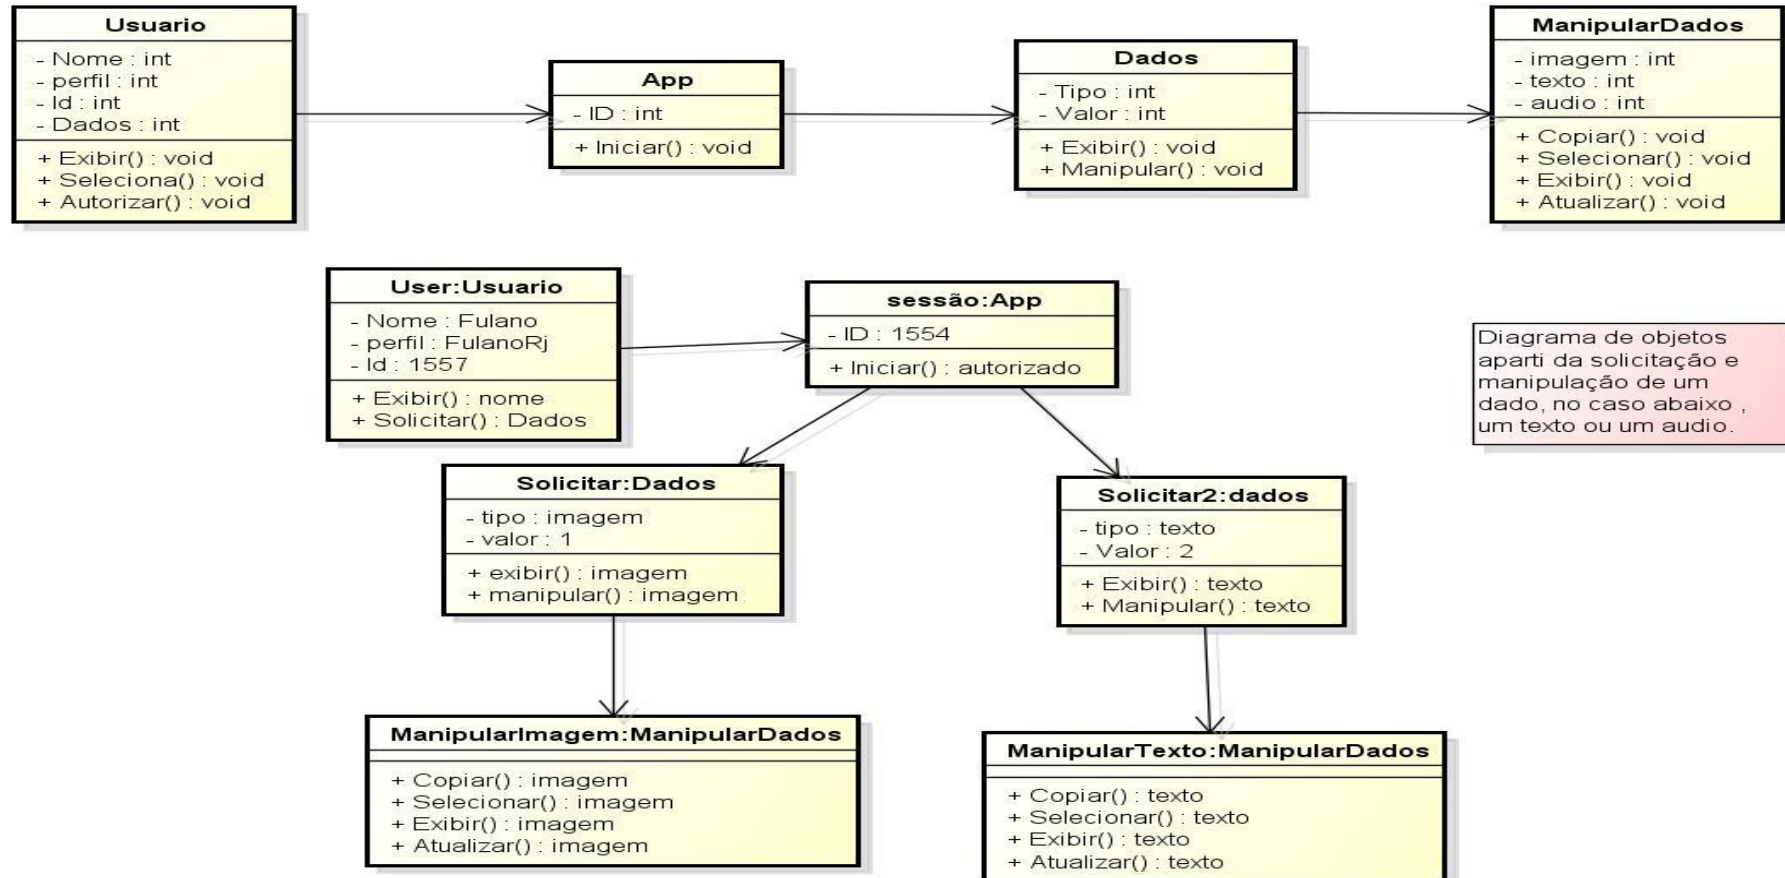 Usuario
- Nome : int
- perfil : int
- Id : int
- Dados : int
+ Exibir() : void
+ Seleciona() : void
+ Autorizar() : void
App
- ID : int
+ Iniciar() : void
Dados
- Tipo : int
- Valor : int
+ Exibir() : void
+ Manipular() : void
ManipularDados
- imagem : int
- texto : int
- audio : int
+ Copiar() : void
+ Selecionar() : void
+ Exibir() : void
+ Atualizar() : void
User:Usuario
- Nome : Fulano
- perfil : FulanoRj
- Id : 1557
+ Exibir() : nome
+ Solicitar() : Dados
sessão:App
- ID : 1554
+ Iniciar() : autorizado
Diagrama de objetos
aparti da solicitação e
manipulação de um
dado, no caso abaixo ,
um texto ou um audio.
Solicitar:Dados
- tipo : imagem
- valor : 1
+ exibir() : imagem
+ manipular() : imagem
Solicitar2:dados
- tipo : texto
- Valor : 2
+ Exibir() : texto
+ Manipular() : texto
ManipularImagem:ManipularDados
+ Copiar() : imagem
+ Selecionar() : imagem
+ Exibir() : imagem
+ Atualizar() : imagem
ManipularTexto:ManipularDados
+ Copiar() : texto
+ Selecionar() : texto
+ Exibir() : texto
+ Atualizar() : texto